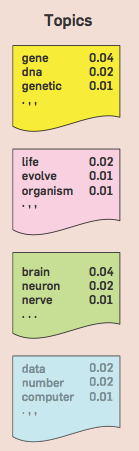 Topics
gene 0.04
dna 0.02
genetic 0.01
. , ,
life 0.02
evolve 0.01
organism 0.01
. , ,
brain 0.04
neuron 0.02
nerve 0.01
. . .
data 0.02
number 0.02
computer 0.01
. , ,